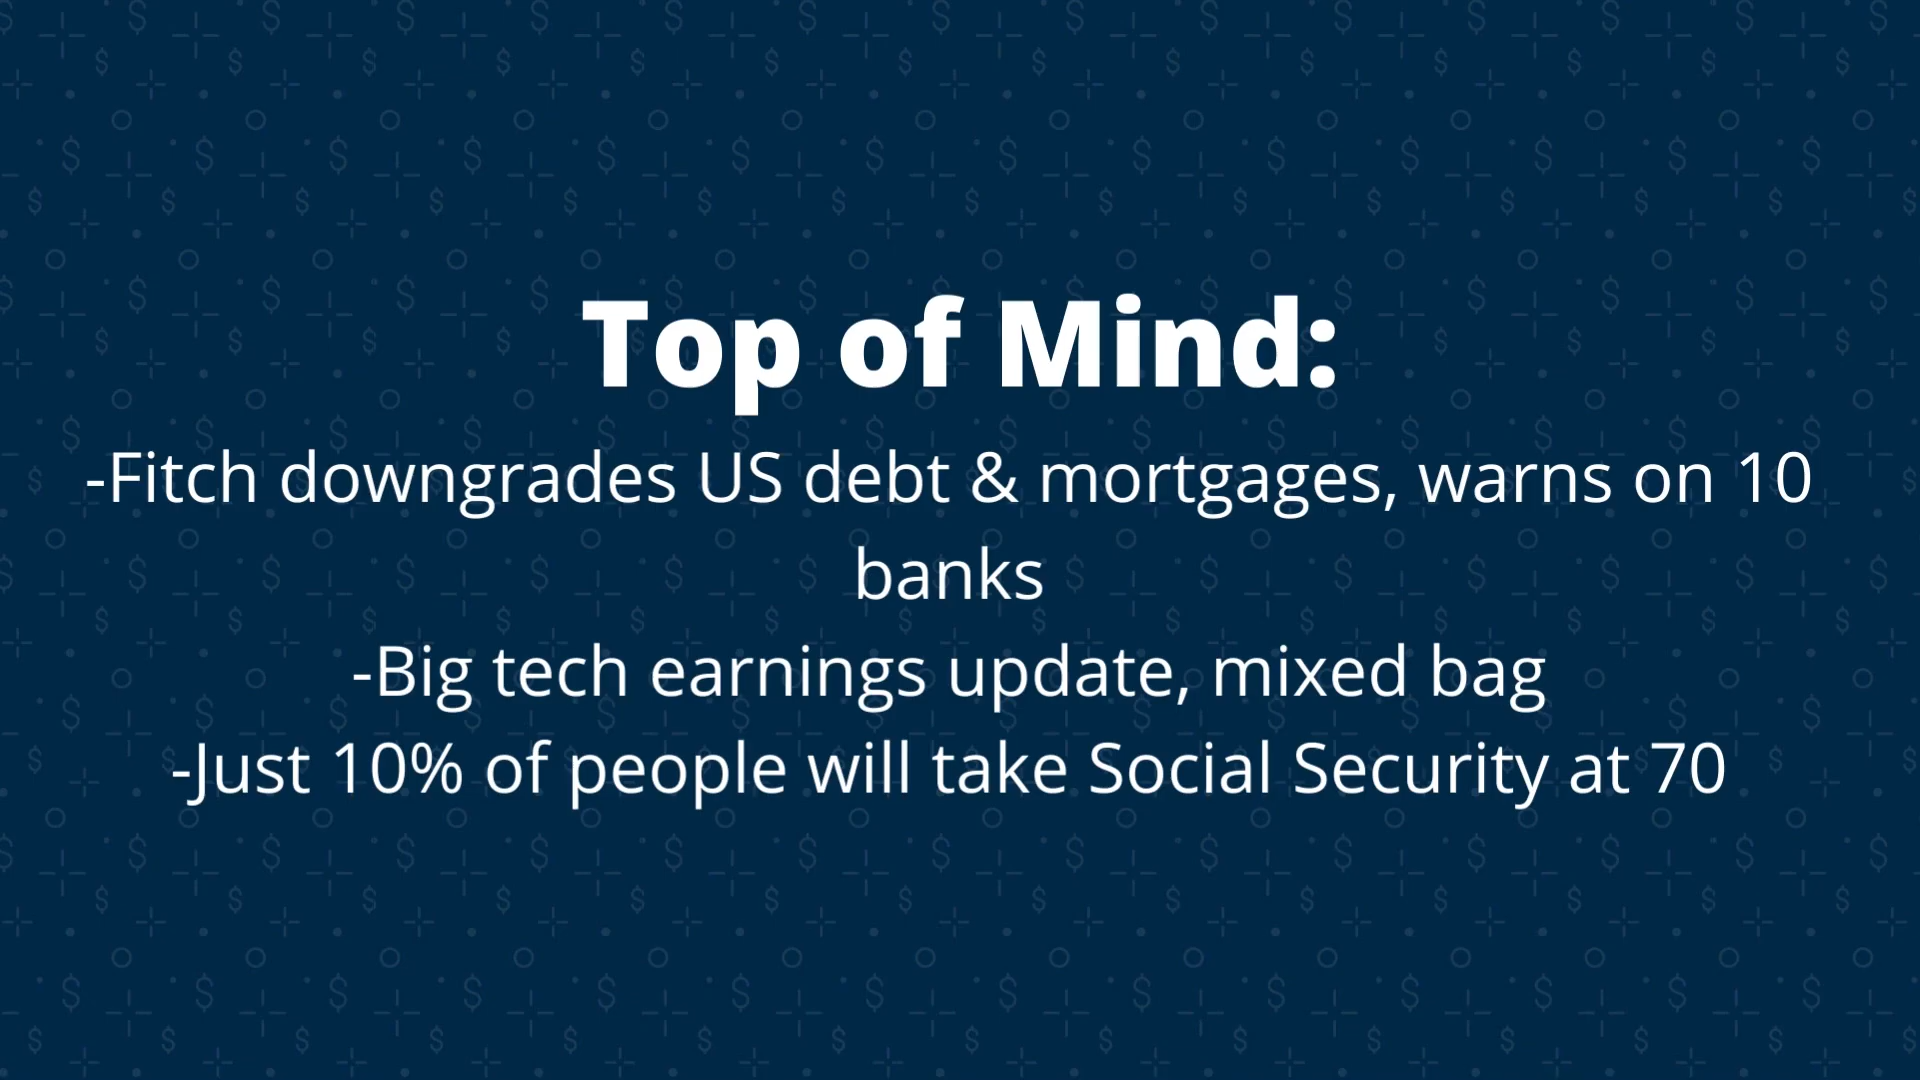 Top of Mind:
-Fitch downgrades US debt & mortgages, warns on 10
banks
-Big tech earnings update, mixed bag
-Just 10% of people will take Social Security at 70